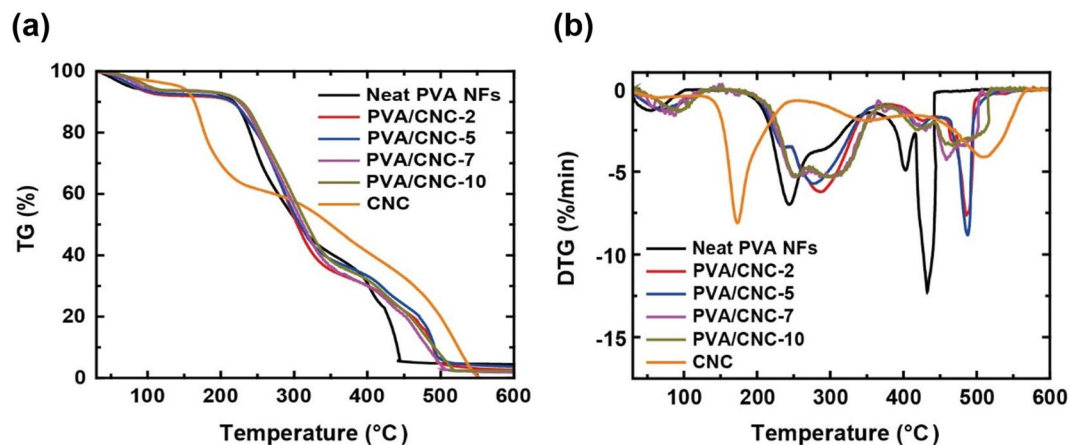 (a)
100
80
60
40
20
0
TG (%)
100 200 300 400 500 600
Temperature (°C)
Neat PVA NFs
PVA/CNC-2
PVA/CNC-5
PVA/CNC-7
PVA/CNC-10
CNC
(b)
0
-5
-10
-15
DTG (%/min)
100 200 300 400 500 600
Temperature (°C)
Neat PVA NFs
PVA/CNC-2
PVA/CNC-5
PVA/CNC-7
PVA/CNC-10
CNC